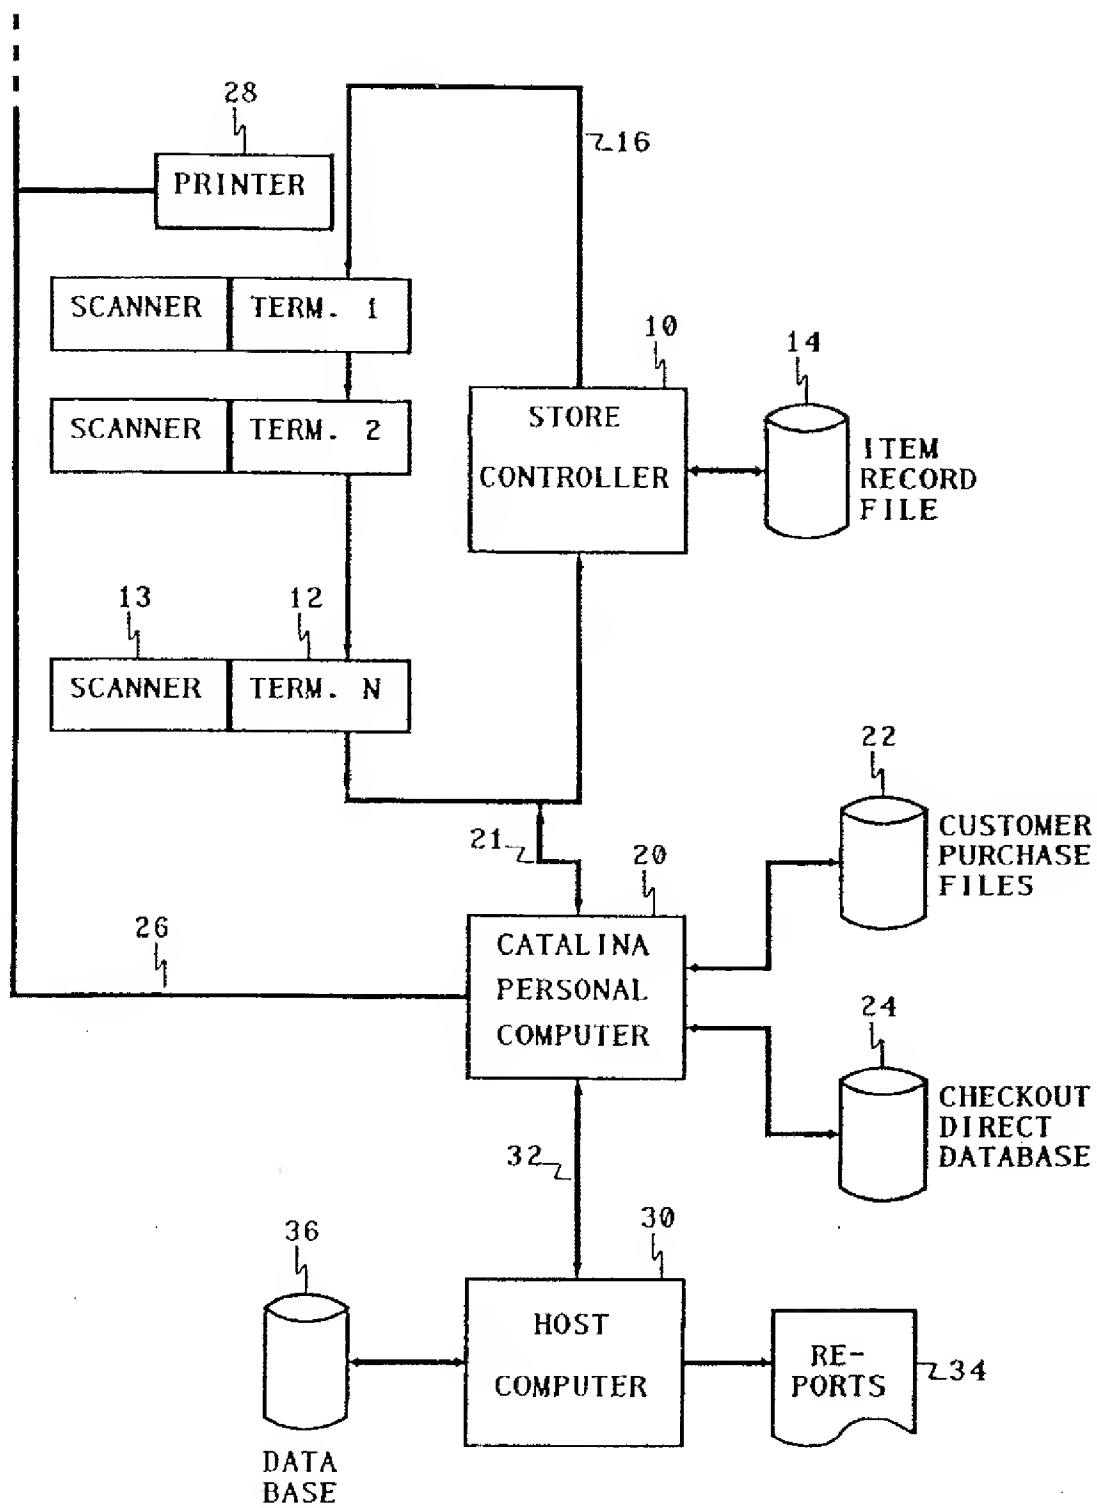 28
16
PRINTER
SCANNER TERM. 1
10
14
SCANNER TERM. 2
STORE
CONTROLLER
ITEM
RECORD
FILE
13
12
SCANNER TERM. N
22
21
20
CUSTOMER
PURCHASE
FILES
26
CATALINA
PERSONAL
COMPUTER
24
CHECKOUT
DIRECT
DATABASE
32
36
30
HOST
COMPUTER
RE-
PORTS
34
DATA
BASE